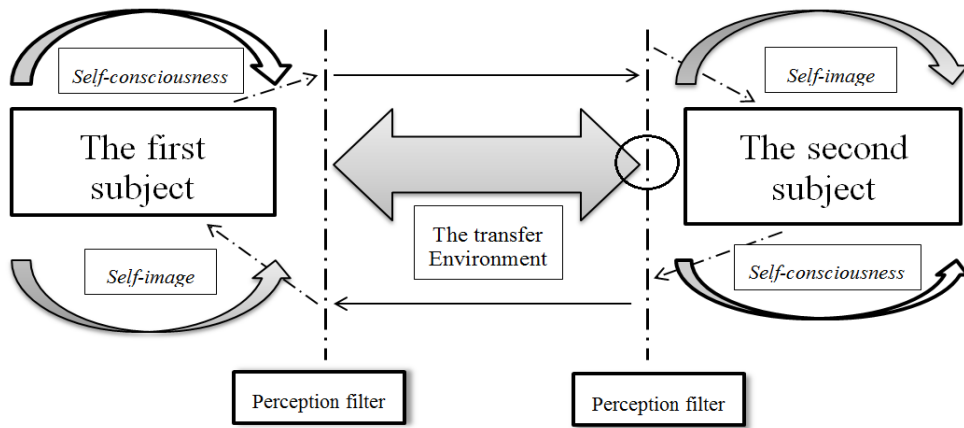 Self-consciousness
Self-image
The first
subject
The second
subject
The transfer
Environment
Self-image
Self-consciousness
Perception filter
Perception filter